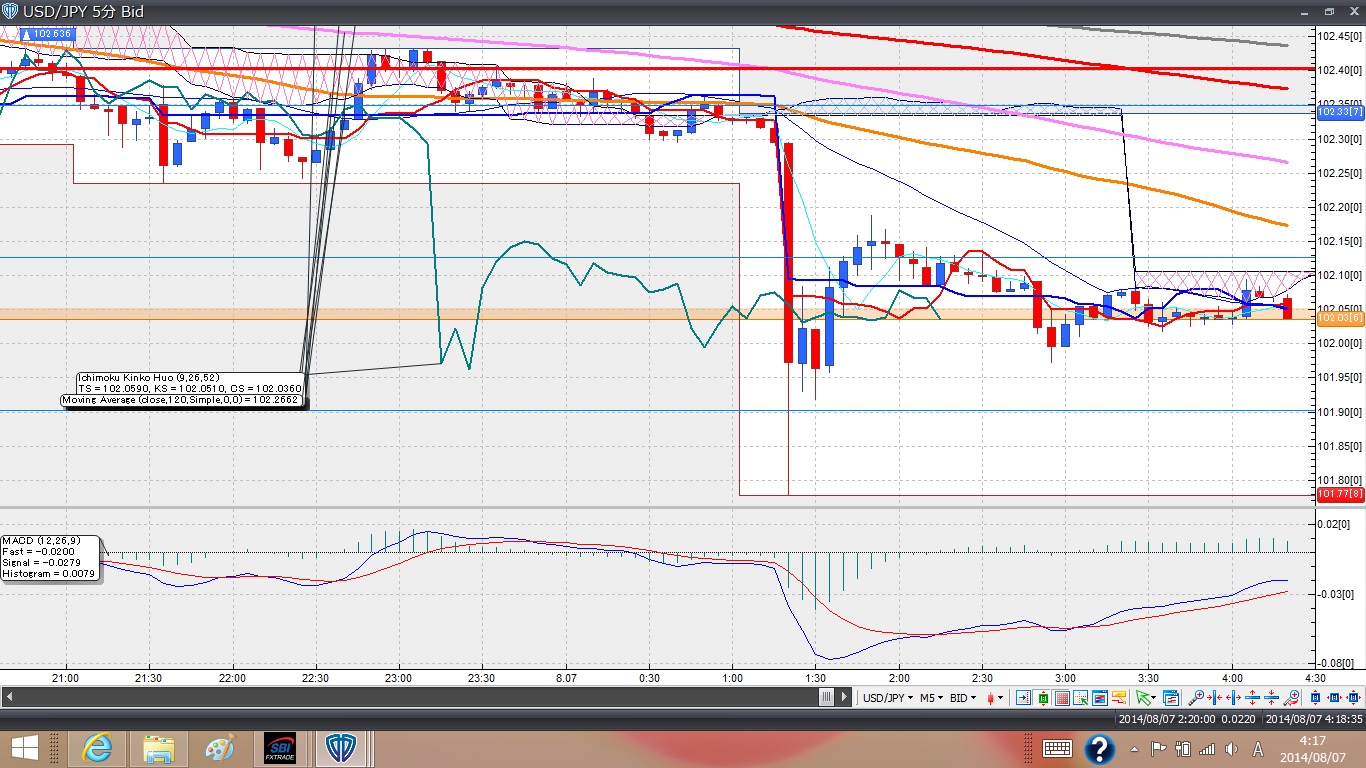 USD/JPY 5分 Bid
102.636
102.45[0]
102.40[0]
102.33[7]
102.30[0]
102.25[0]
102.20[0]
102.15[0]
102.10[0]
102.03[6]
102.00[0]
101.95[0]
101.90[0]
101.85[0]
101.80[0]
101.77[8]
Ichimoku Kinko Huo (9,26,52)
TS = 102.0590, KS = 102.0510, CS = 102.0360
Moving Average (close,120,Simple,0,0) = 102.2662
MACD (12,26,9)
Fast = -0.0200
Signal = -0.0279
Histogram = 0.0079
0.02[0]
-0.03[0]
-0.08[0]
21:00 21:30 22:00 22:30 23:00 23:30 8.07 0:30 1:00 1:30 2:00 2:30 3:00 3:30 4:00 4:30
USD/JPY M5 BID
2014/08/07 2:20:00 0.0220 2014/08/07 4:18:35
SBI
FXTRADE
A
4:17
2014/08/07